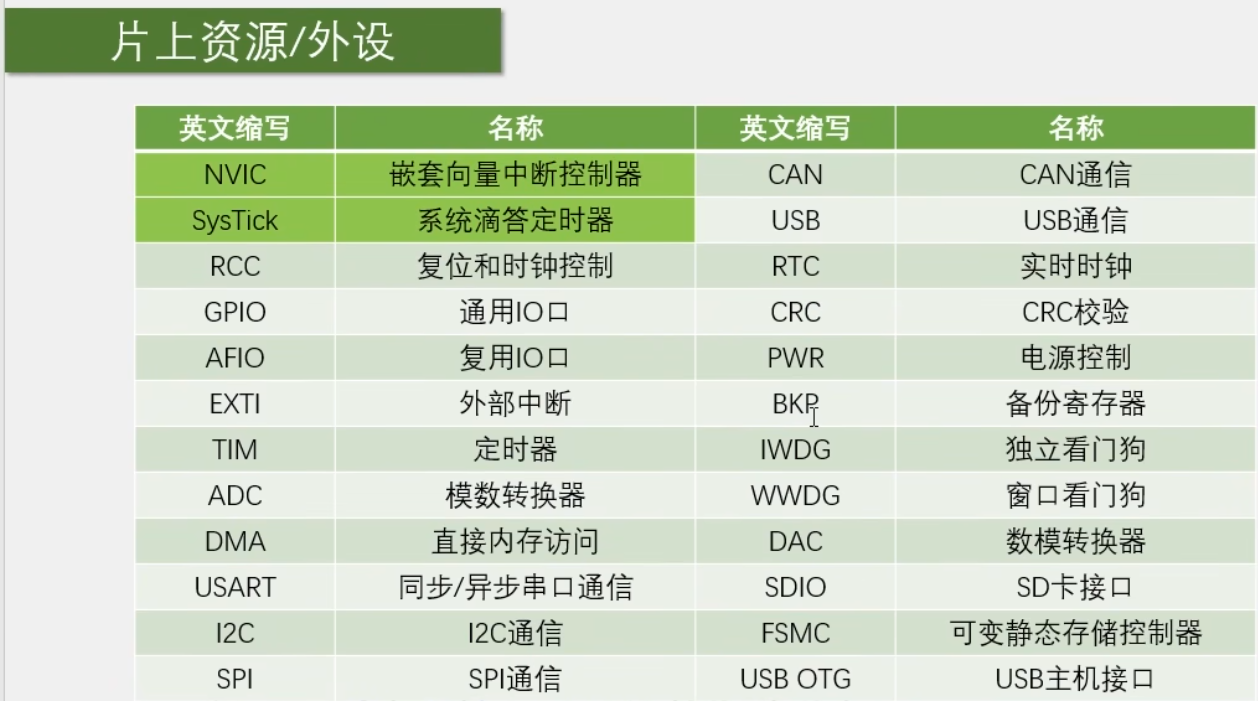 片上资源/外设
英文缩写 名称 英文缩写 名称
NVIC 嵌套向量中断控制器 CAN CAN通信
SysTick 系统滴答定时器 USB USB通信
RCC 复位和时钟控制 RTC 实时时钟
GPIO 通用IO口 CRC CRC校验
AFIO 复用IO口 PWR 电源控制
EXTI 外部中断 BKP 备份寄存器
TIM 定时器 IWDG 独立看门狗
ADC 模数转换器 WWDG 窗口看门狗
DMA 直接内存访问 DAC 数模转换器
USART 同步/异步串口通信 SDIO SD卡接口
I2C I2C通信 FSMC 可变静态存储控制器
SPI SPI通信 USB OTG USB主机接口